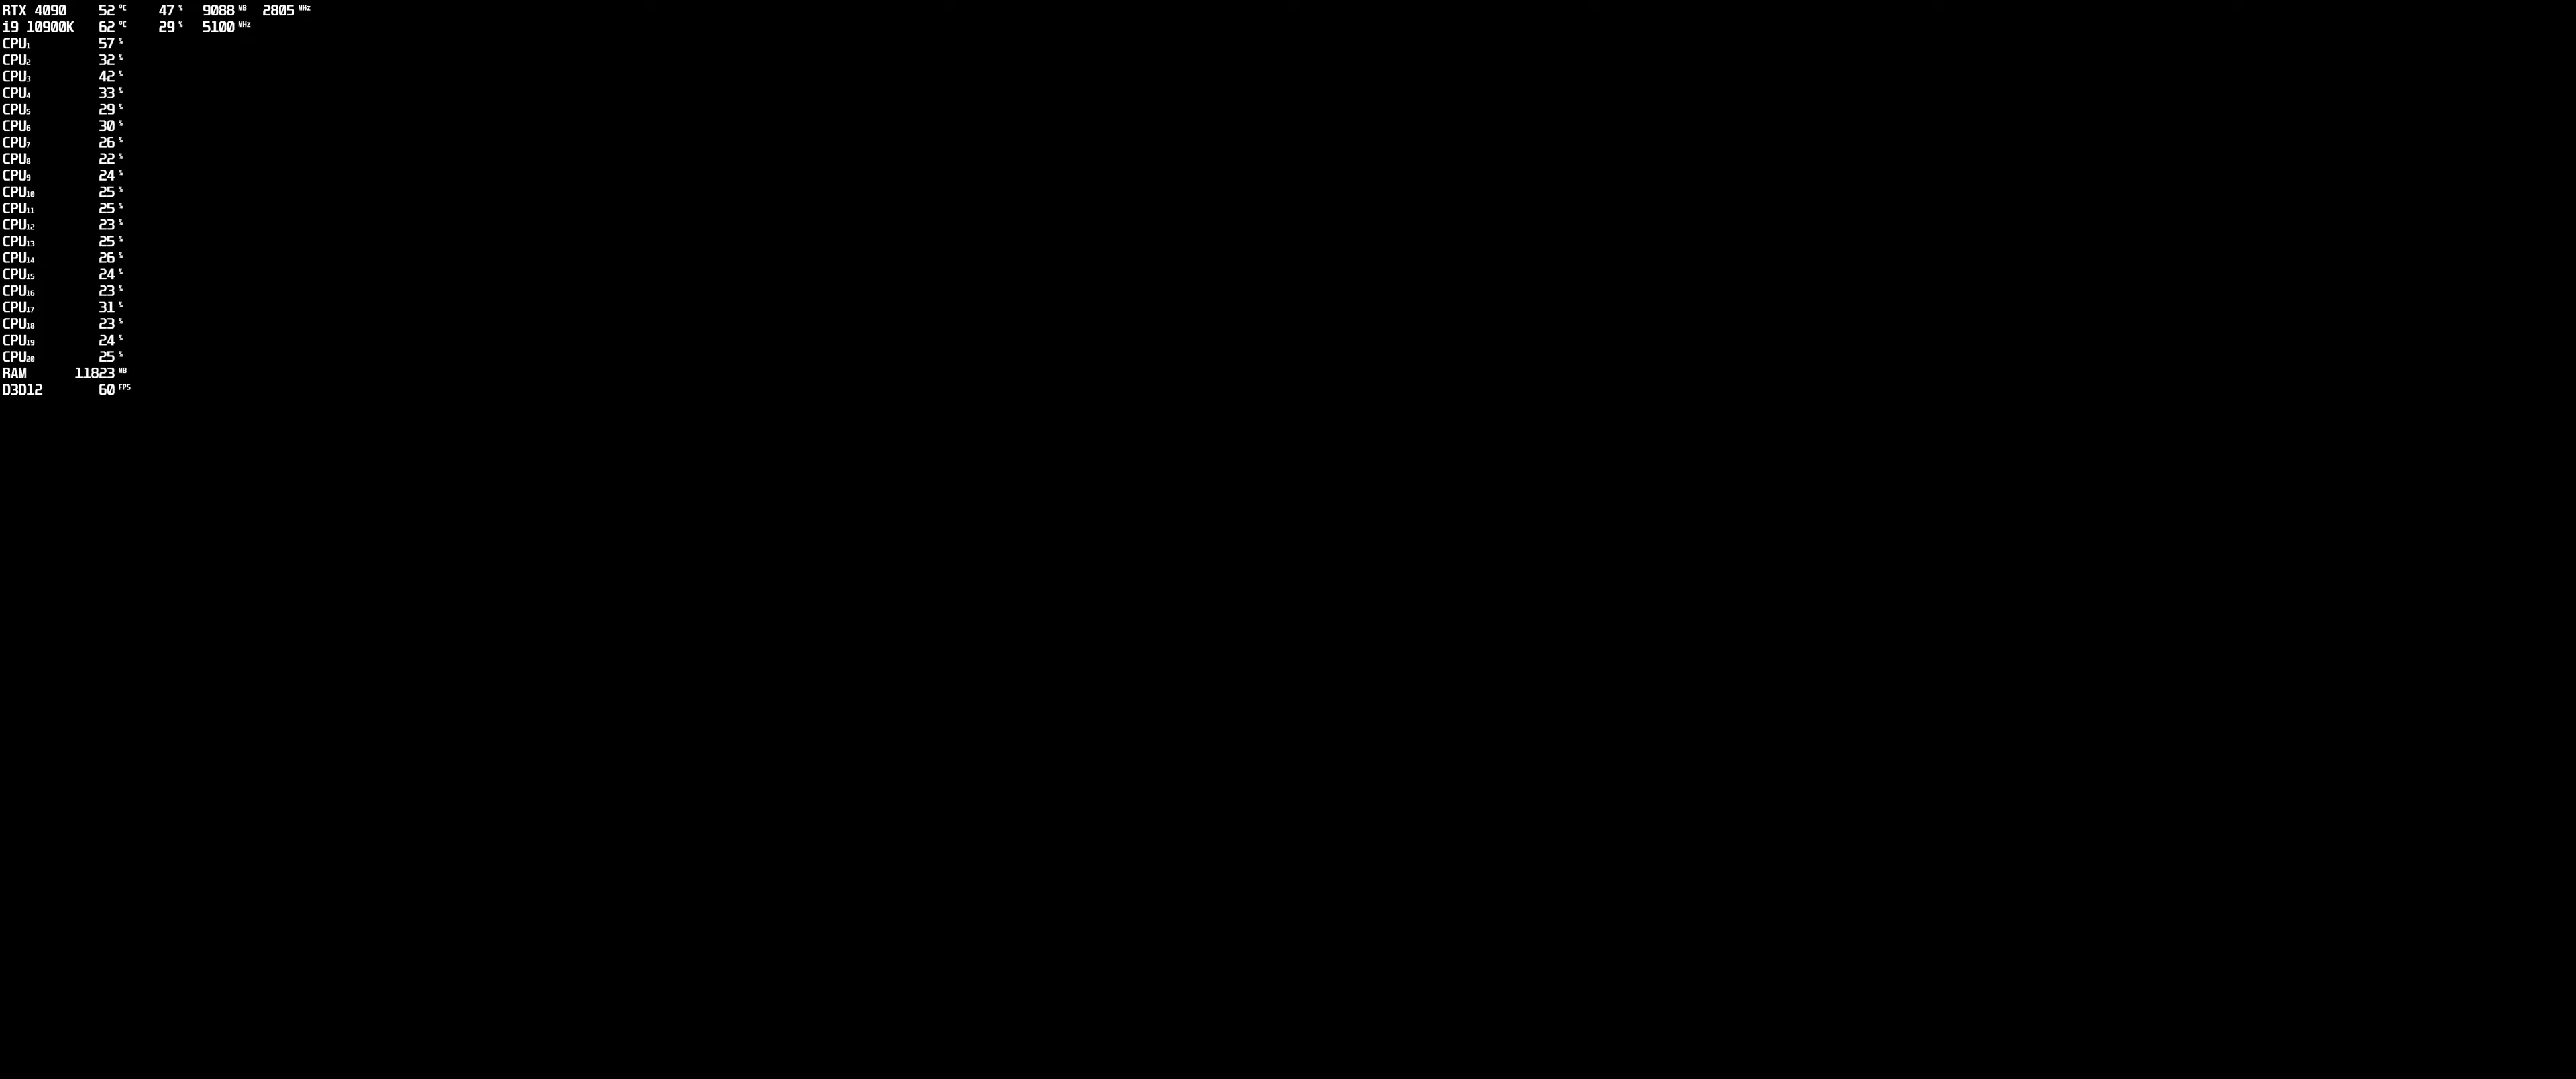 RTX 4090 52 °C 47 % 9088 MB 2805 MHz
i9 10900K 62 °C 29 % 5100 MHz
CPU1 57 %
CPU2 32 %
CPU3 42 %
CPU4 33 %
CPU5 29 %
CPU6 30 %
CPU7 26 %
CPU8 22 %
CPU9 24 %
CPU10 25 %
CPU11 25 %
CPU12 23 %
CPU13 25 %
CPU14 26 %
CPU15 24 %
CPU16 23 %
CPU17 31 %
CPU18 23 %
CPU19 24 %
CPU20 25 %
RAM 11823 MB
D3D12 60 FPS